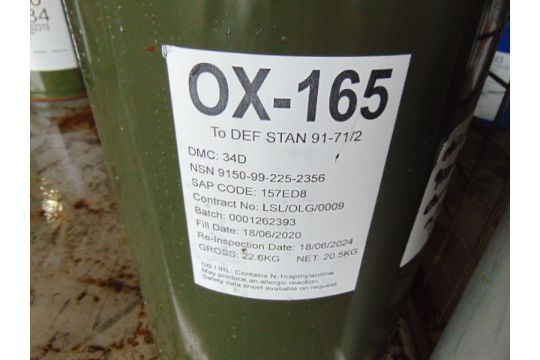 34
OX-165
To DEF STAN 91-71/2
DMC: 34D
NSN 9150-99-225-2356
SAP CODE: 157ED8
Contract No: LSL/OLG/0009
Batch: 0001262393
Fill Date: 18/06/2020
Re-Inspection Date: 18/06/2024
GROSS: 22.6KG NET: 20.5KG
GB / IRL: Contains N-1naphylaniline
May produce an allergic reaction.
Safety data sheet available on request